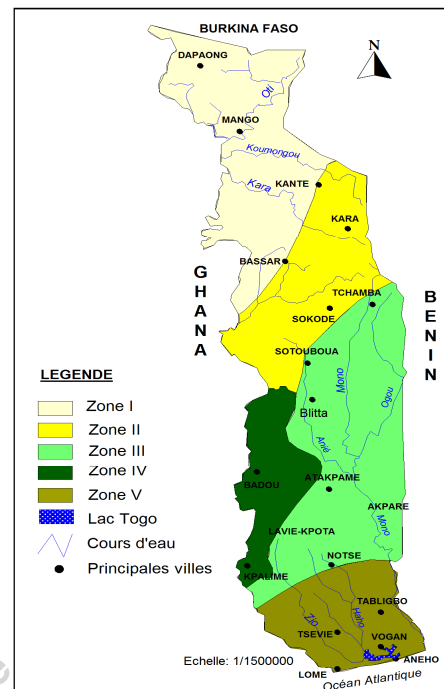 BURKINA FASO
DAPAONG
N
Oti
MANGO
Koumongou
Kara
KANTE
KARA
BASSAR
GHANA
BENIN
TCHAMBA
SOKODE
SOTOUBOUA
Mono
Ogou
Blitta
Anié
LEGENDE
Zone I
Zone II
Zone III
Zone IV
Zone V
Lac Togo
Cours d'eau
Principales villes
BADOU
ATAKPAME
AKPARE
Mono
LAVIE-KPOTA
NOTSE
KPALIME
TABLIGBO
Haho
Zio
TSEVIE
VOGAN
Echelle: 1/1500000
ANEHO
LOME
Océan Atlantique